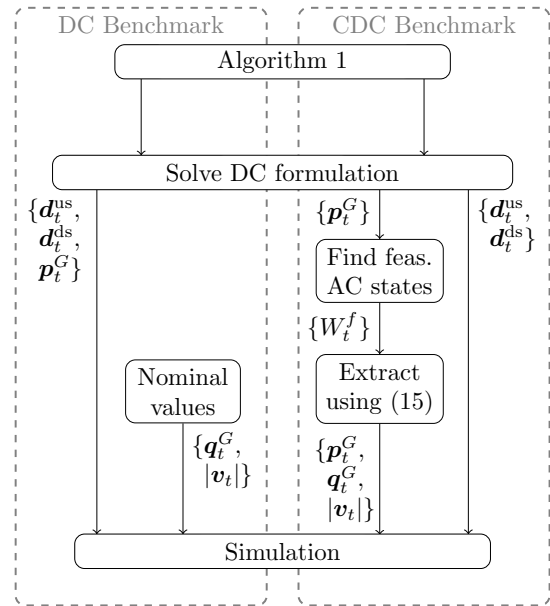 DC Benchmark
CDC Benchmark
Algorithm 1
Solve DC formulation
{d_t^us,
d_t^ds,
p_t^G}
{p_t^G}
{d_t^us,
d_t^ds}
Find feas.
AC states
{W_t^f}
Nominal
values
Extract
using (15)
{q_t^G,
|v_t|}
{p_t^G,
q_t^G,
|v_t|}
Simulation